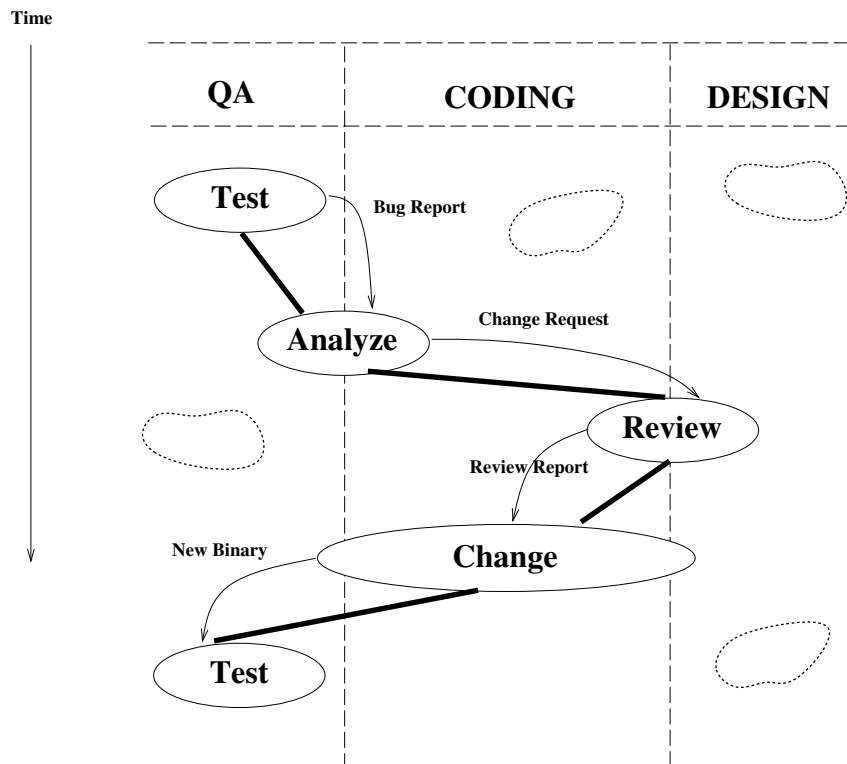 Time
QA
CODING
DESIGN
Test
Bug Report
Change Request
Analyze
Review
Review Report
New Binary
Change
Test